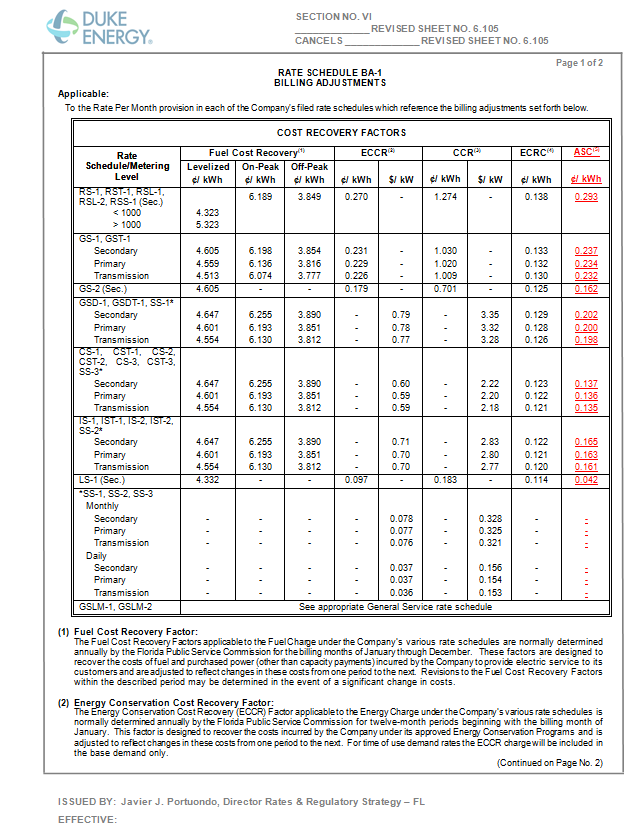 DUKE ENERGY®
SECTION NO. VI
REVISED SHEET NO. 6.105
CANCELS REVISED SHEET NO. 6.105
Page 1 of 2
RATE SCHEDULE BA-1
BILLING ADJUSTMENTS
Applicable:
To the Rate Per Month provision in each of the Company's filed rate schedules which reference the billing adjustments set forth below.
COST RECOVERY FACTORS
Rate Schedule/Metering Level Fuel Cost Recovery(1) ECCR(2) CCR(3) ECRC(4) ASC(5)
Levelized ¢/ kWh On-Peak ¢/ kWh Off-Peak ¢/ kWh ¢/ kWh $/ kW ¢/ kWh $/ kW ¢/ kWh ¢/ kWh
RS-1, RST-1, RSL-1, RSL-2, RSS-1 (Sec.) 6.189 3.849 0.270 - 1.274 - 0.138 0.293
< 1000 4.323
> 1000 5.323
GS-1, GST-1
Secondary 4.605 6.198 3.854 0.231 - 1.030 - 0.133 0.237
Primary 4.559 6.136 3.816 0.229 - 1.020 - 0.132 0.234
Transmission 4.513 6.074 3.777 0.226 - 1.009 - 0.130 0.232
GS-2 (Sec.) 4.605 - - 0.179 - 0.701 - 0.125 0.162
GSD-1, GSDT-1, SS-1*
Secondary 4.647 6.255 3.890 - 0.79 - 3.35 0.129 0.202
Primary 4.601 6.193 3.851 - 0.78 - 3.32 0.128 0.200
Transmission 4.554 6.130 3.812 - 0.77 - 3.28 0.126 0.198
CS-1, CST-1, CS-2, CST-2, CS-3, CST-3, SS-3*
Secondary 4.647 6.255 3.890 - 0.60 - 2.22 0.123 0.137
Primary 4.601 6.193 3.851 - 0.59 - 2.20 0.122 0.136
Transmission 4.554 6.130 3.812 - 0.59 - 2.18 0.121 0.135
IS-1, IST-1, IS-2, IST-2, SS-2*
Secondary 4.647 6.255 3.890 - 0.71 - 2.83 0.122 0.165
Primary 4.601 6.193 3.851 - 0.70 - 2.80 0.121 0.163
Transmission 4.554 6.130 3.812 - 0.70 - 2.77 0.120 0.161
LS-1 (Sec.) 4.332 - - 0.097 - 0.183 - 0.114 0.042
*SS-1, SS-2, SS-3
Monthly
Secondary - - - - 0.078 - 0.328 - -
Primary - - - - 0.077 - 0.325 - -
Transmission - - - - 0.076 - 0.321 - -
Daily
Secondary - - - - 0.037 - 0.156 - -
Primary - - - - 0.037 - 0.154 - -
Transmission - - - - 0.036 - 0.153 - -
GSLM-1, GSLM-2 See appropriate General Service rate schedule
(1) Fuel Cost Recovery Factor:
The Fuel Cost Recovery Factors applicable to the Fuel Charge under the Company's various rate schedules are normally determined
annually by the Florida Public Service Commission for the billing months of January through December. These factors are designed to
recover the costs of fuel and purchased power (other than capacity payments) incurred by the Company to provide electric service to its
customers and are adjusted to reflect changes in these costs from one period to the next. Revisions to the Fuel Cost Recovery Factors
within the described period may be determined in the event of a significant change in costs.
(2) Energy Conservation Cost Recovery Factor:
The Energy Conservation Cost Recovery (ECCR) Factor applicable to the Energy Charge under the Company's various rate schedules is
normally determined annually by the Florida Public Service Commission for twelve-month periods beginning with the billing month of
January. This factor is designed to recover the costs incurred by the Company under its approved Energy Conservation Programs and is
adjusted to reflect changes in these costs from one period to the next. For time of use demand rates the ECCR charge will be included in
the base demand only.
(Continued on Page No. 2)
ISSUED BY: Javier J. Portuondo, Director Rates & Regulatory Strategy – FL
EFFECTIVE: